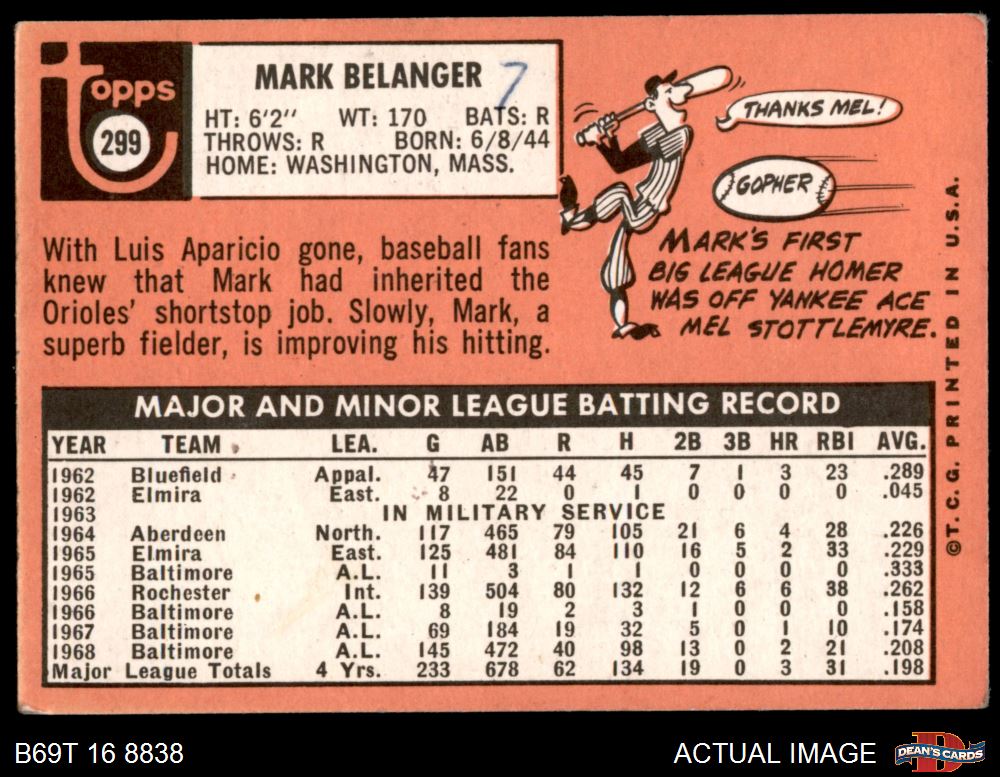 topps
299
MARK BELANGER 7
HT: 6'2" WT: 170 BATS: R
THROWS: R BORN: 6/8/44
HOME: WASHINGTON, MASS.
THANKS MEL!
GOPHER
MARK'S FIRST
BIG LEAGUE HOMER
WAS OFF YANKEE ACE
MEL STOTTLEMYRE.
With Luis Aparicio gone, baseball fans
knew that Mark had inherited the
Orioles' shortstop job. Slowly, Mark, a
superb fielder, is improving his hitting.
©T.C.G. PRINTED IN U.S.A.
MAJOR AND MINOR LEAGUE BATTING RECORD
YEAR TEAM LEA. G AB R H 2B 3B HR RBI AVG.
1962 Bluefield Appal. 47 151 44 45 7 1 3 23 .289
1962 Elmira East. 8 22 0 1 0 0 0 0 .045
1963 IN MILITARY SERVICE
1964 Aberdeen North. 117 465 79 105 21 6 4 28 .226
1965 Elmira East. 125 481 84 110 16 5 2 33 .229
1965 Baltimore A.L. 11 3 1 1 0 0 0 0 .333
1966 Rochester Int. 139 504 80 132 12 6 6 38 .262
1966 Baltimore A.L. 8 19 2 3 1 0 0 0 .158
1967 Baltimore A.L. 69 184 19 32 5 0 1 10 .174
1968 Baltimore A.L. 145 472 40 98 13 0 2 21 .208
Major League Totals 4 Yrs. 233 678 62 134 19 0 3 31 .198
B69T 16 8838
ACTUAL IMAGE
DEAN'S CARDS